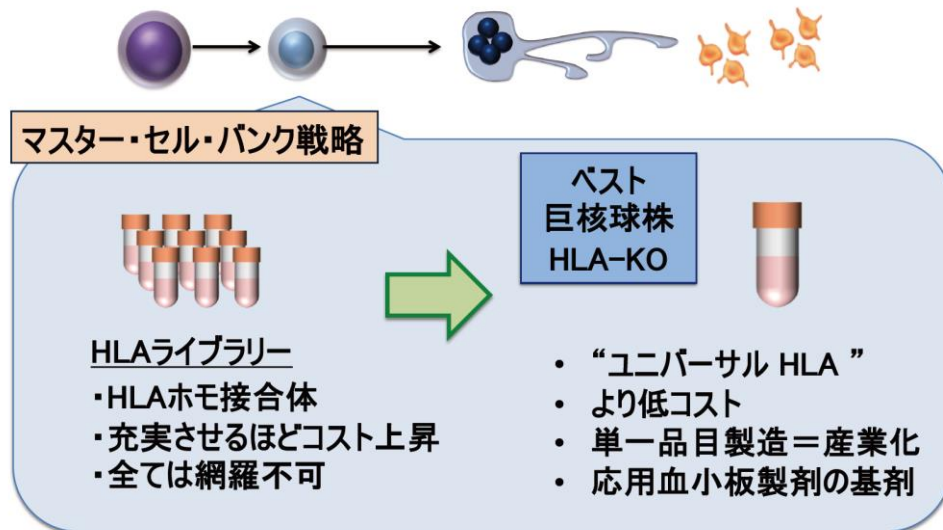 マスター・セル・バンク戦略
ベスト
巨核球株
HLA-KO
HLAライブラリー
・HLAホモ接合体
・充実させるほどコスト上昇
・全ては網羅不可
• “ユニバーサル HLA ”
• より低コスト
• 単一品目製造＝産業化
• 応用血小板製剤の基剤